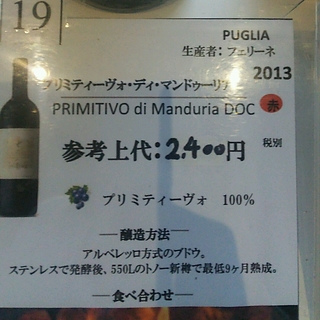 19
PUGLIA
生産者：フェリーネ
2013
プリミティーヴォ・ディ・マンドゥーリア
PRIMITIVO di Manduria DOC 赤
参考上代：2,400円 税別
プリミティーヴォ 100%
―醸造方法―
アルベレッロ方式のブドウ。
ステンレスで発酵後、550Lのトノー新樽で最低9ヶ月熟成。
―食べ合わせ―